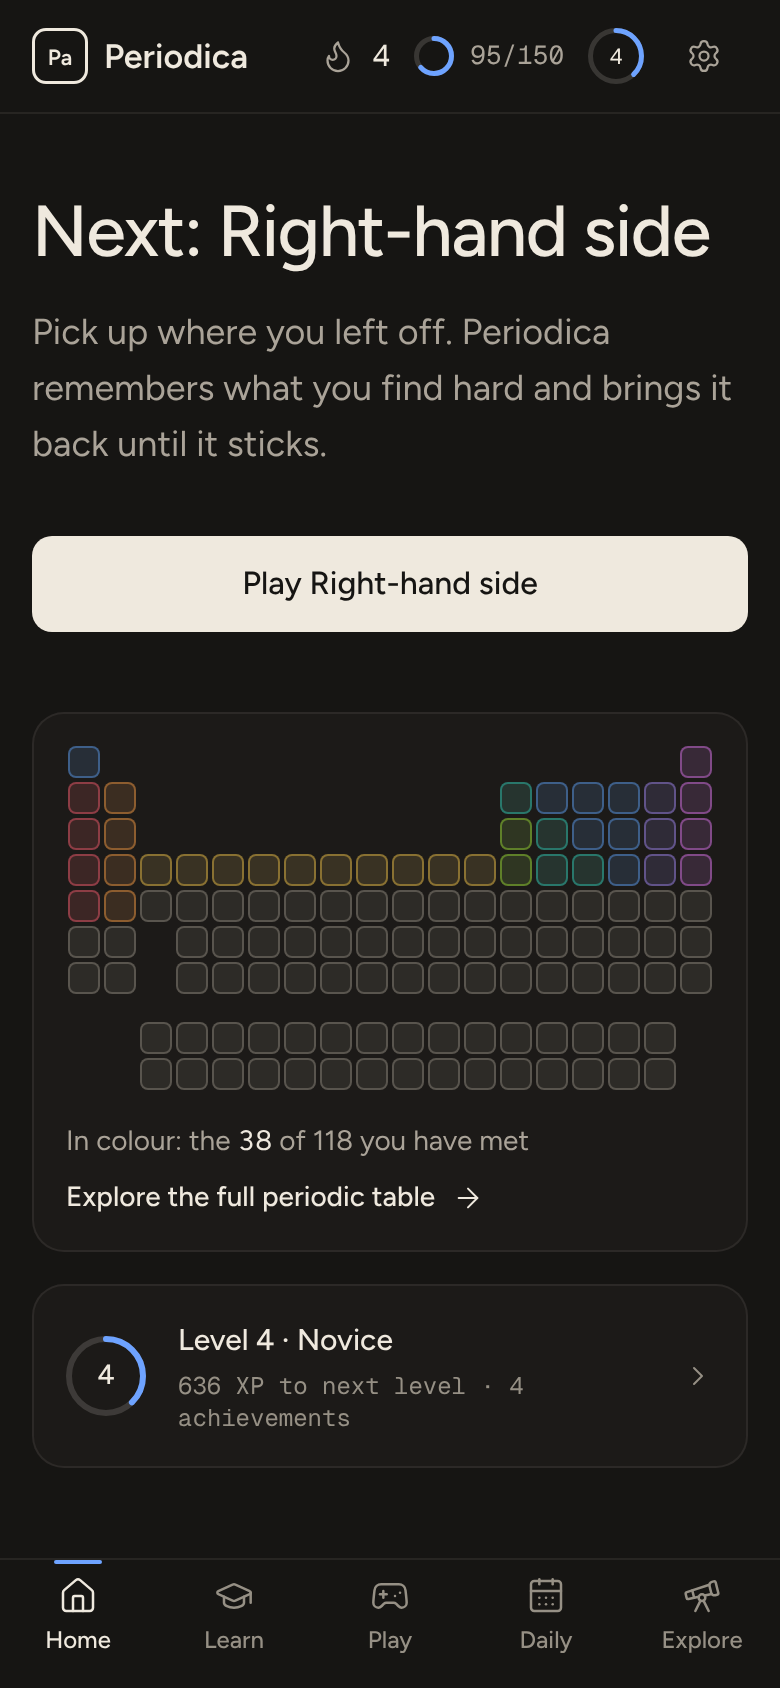 Pa Periodica 4 95/150 4
Next: Right-hand side
Pick up where you left off. Periodica
remembers what you find hard and brings it
back until it sticks.
Play Right-hand side
In colour: the 38 of 118 you have met
Explore the full periodic table →
4
Level 4 · Novice
636 XP to next level · 4
achievements
Home Learn Play Daily Explore